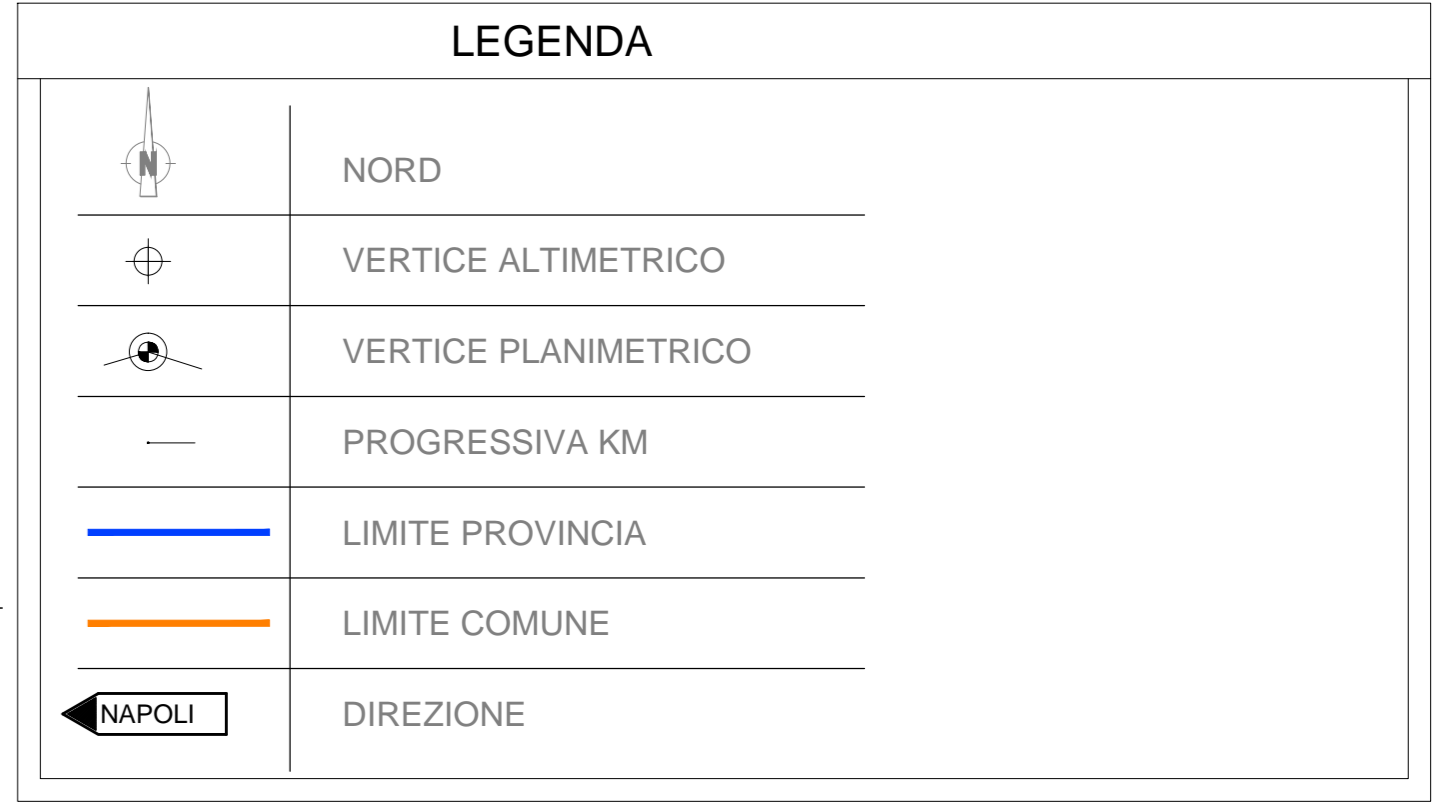 LEGENDA
N
NORD
VERTICE ALTIMETRICO
VERTICE PLANIMETRICO
PROGRESSIVA KM
LIMITE PROVINCIA
LIMITE COMUNE
NAPOLI
DIREZIONE